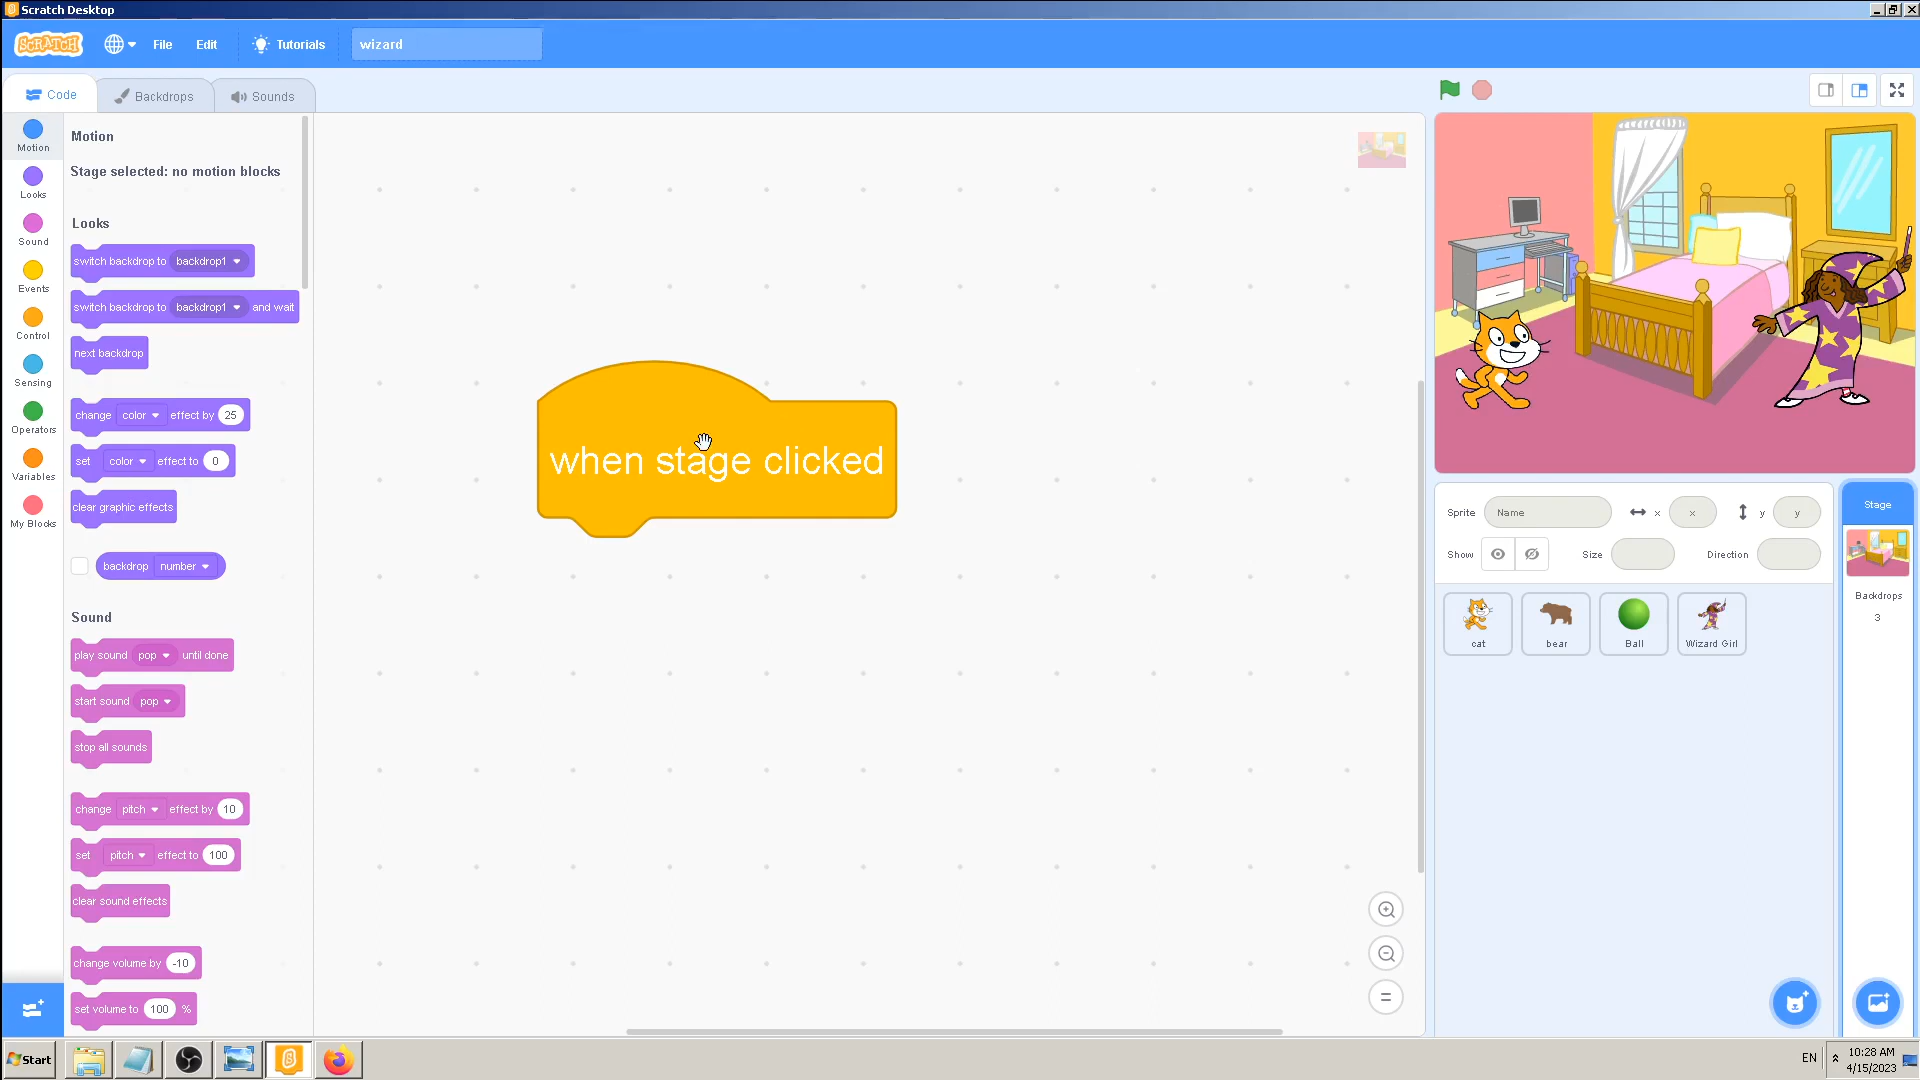 Scratch Desktop
SCRATCH
File
Edit
Tutorials
wizard
Code
Backdrops
Sounds
Motion
Looks
Sound
Events
Control
Sensing
Operators
Variables
My Blocks
Motion
Stage selected: no motion blocks
Looks
switch backdrop to backdrop1
switch backdrop to backdrop1 and wait
next backdrop
change color effect by 25
set color effect to 0
clear graphic effects
backdrop number
Sound
play sound pop until done
start sound pop
stop all sounds
change pitch effect by 10
set pitch effect to 100
clear sound effects
change volume by -10
set volume to 100 %
when stage clicked
Sprite Name x x y y
Show Size Direction
cat
bear
Ball
Wizard Girl
Stage
Backdrops
3
Start
EN
10:28 AM
4/15/2023